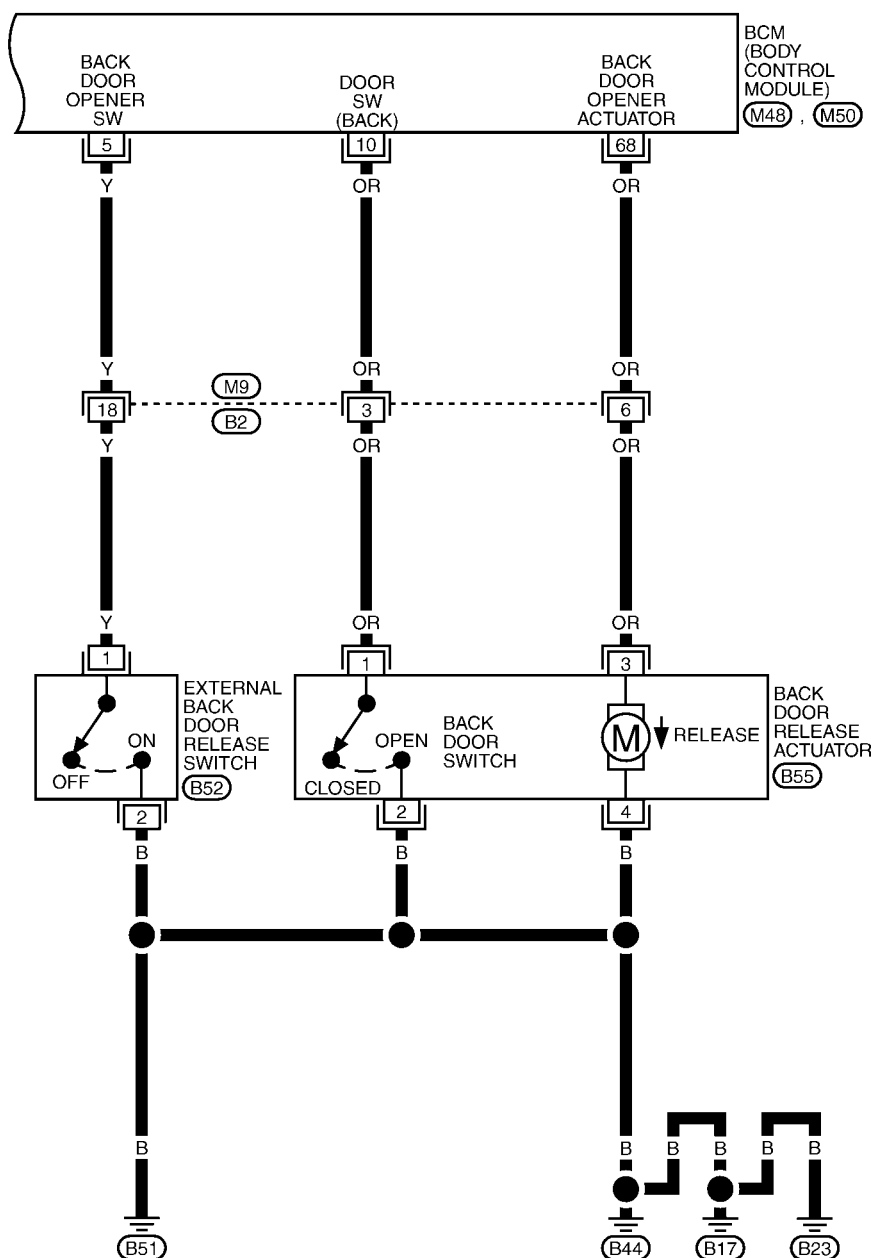 BACK
DOOR
OPENER
SW
DOOR
SW
(BACK)
BACK
DOOR
OPENER
ACTUATOR
BCM
(BODY
CONTROL
MODULE)
M48 , M50
5 10 68
Y OR OR
Y OR OR
M9
18 3 6
B2
Y OR OR
Y OR OR
1 1 3
EXTERNAL
BACK
DOOR
RELEASE
SWITCH
B52
ON
OFF
BACK
DOOR
SWITCH
OPEN
CLOSED
M RELEASE
BACK
DOOR
RELEASE
ACTUATOR
B55
2 2 4
B B B
B B B B B B
B51 B44 B17 B23